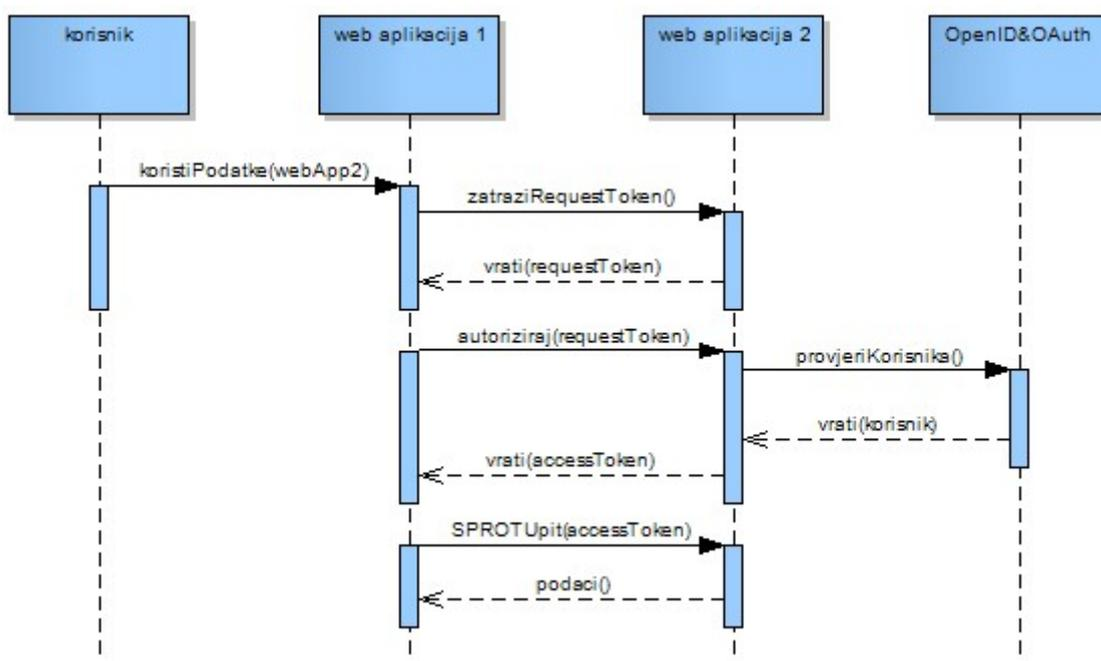 korisnik
web aplikacija 1
web aplikacija 2
OpenID&OAuth
koristiPodatke(webApp2)
zatraziRequestToken()
vrati(requestToken)
autoriziraj(requestToken)
provjeriKorisnika()
vrati(korisnik)
vrati(accessToken)
SPROTUpit(accessToken)
podaci()